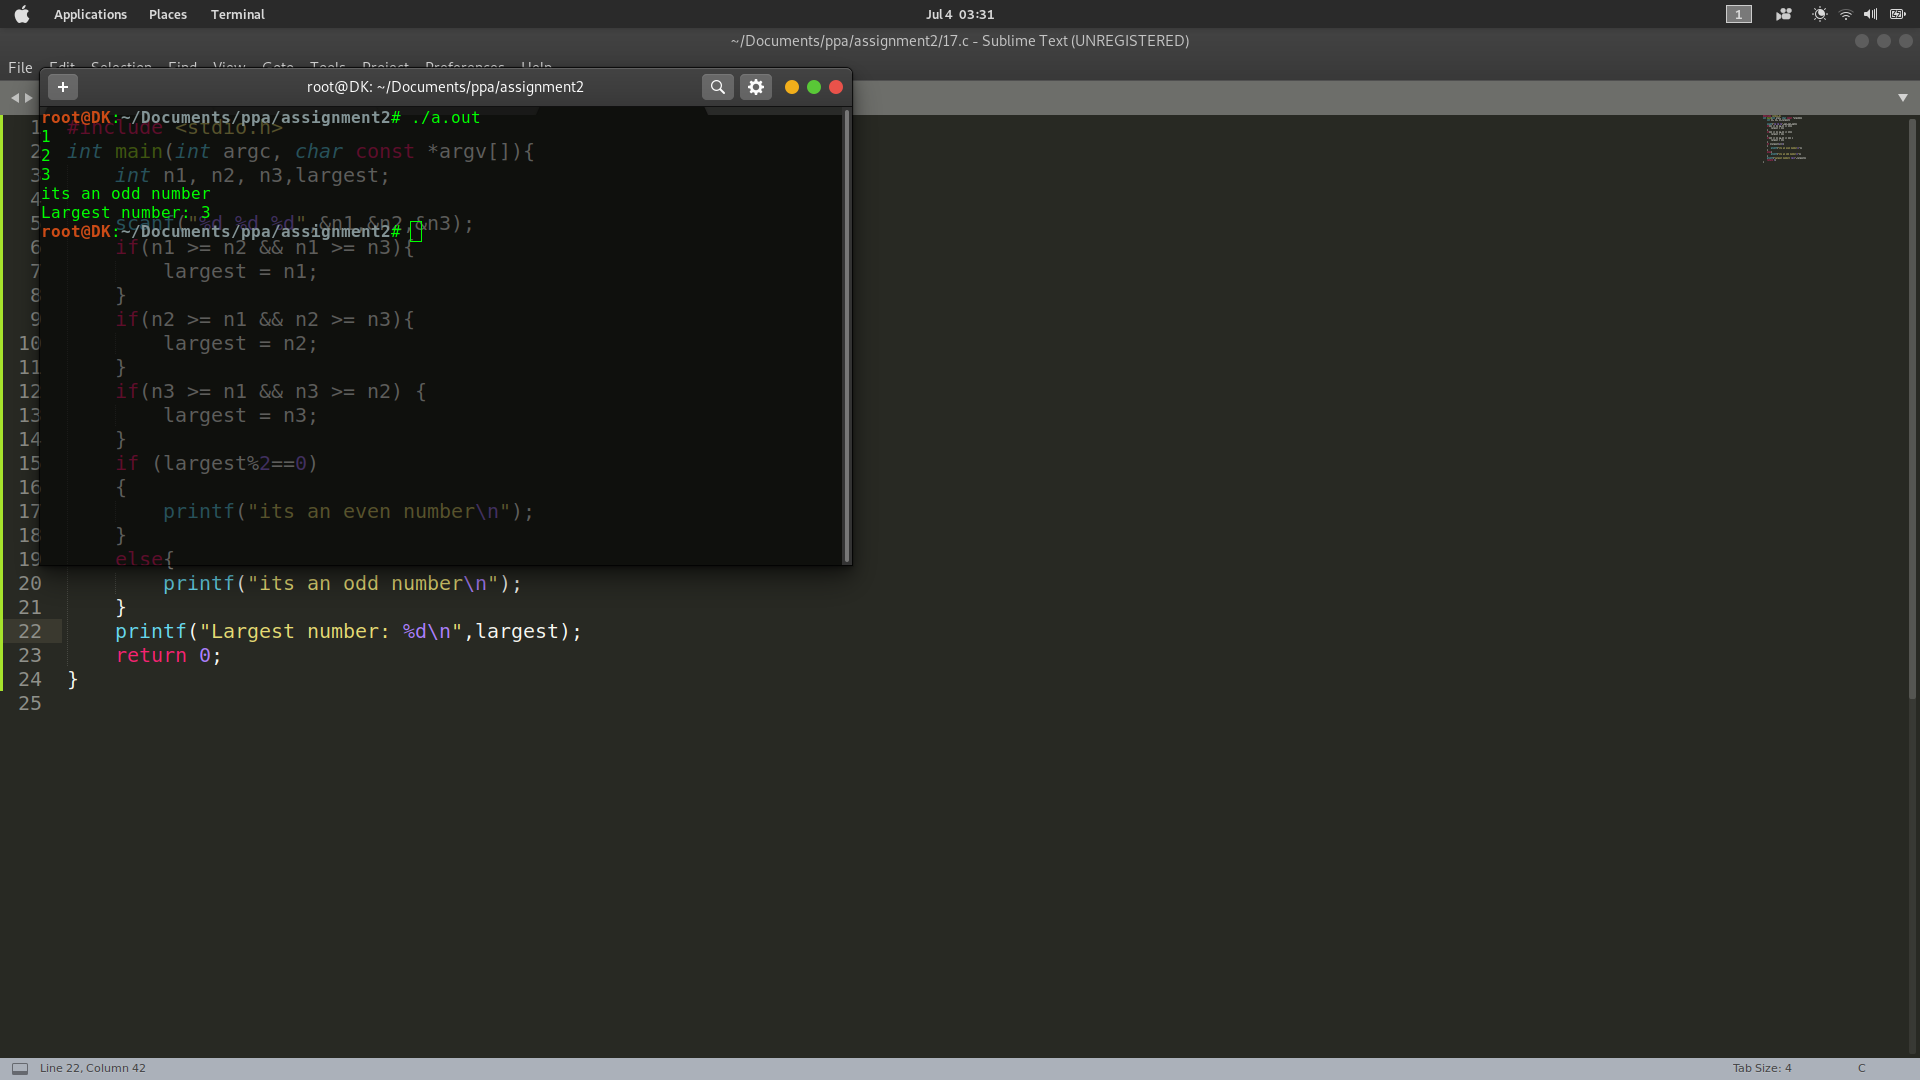 Applications Places Terminal Jul 4 03:31 1
~/Documents/ppa/assignment2/17.c - Sublime Text (UNREGISTERED)
File Edit Selection Find View Goto Tools Project Preferences Help
+ root@DK: ~/Documents/ppa/assignment2
root@DK:~/Documents/ppa/assignment2# ./a.out
1
2
3
its an odd number
Largest number: 3
root@DK:~/Documents/ppa/assignment2#
1 #include <stdio.h>
2 int main(int argc, char const *argv[]){
3     int n1, n2, n3,largest;
4
5     scanf("%d %d %d",&n1,&n2,&n3);
6     if(n1 >= n2 && n1 >= n3){
7         largest = n1;
8     }
9     if(n2 >= n1 && n2 >= n3){
10         largest = n2;
11     }
12     if(n3 >= n1 && n3 >= n2) {
13         largest = n3;
14     }
15     if (largest%2==0)
16     {
17         printf("its an even number\n");
18     }
19     else{
20         printf("its an odd number\n");
21     }
22     printf("Largest number: %d\n",largest);
23     return 0;
24 }
25
Line 22, Column 42 Tab Size: 4 C